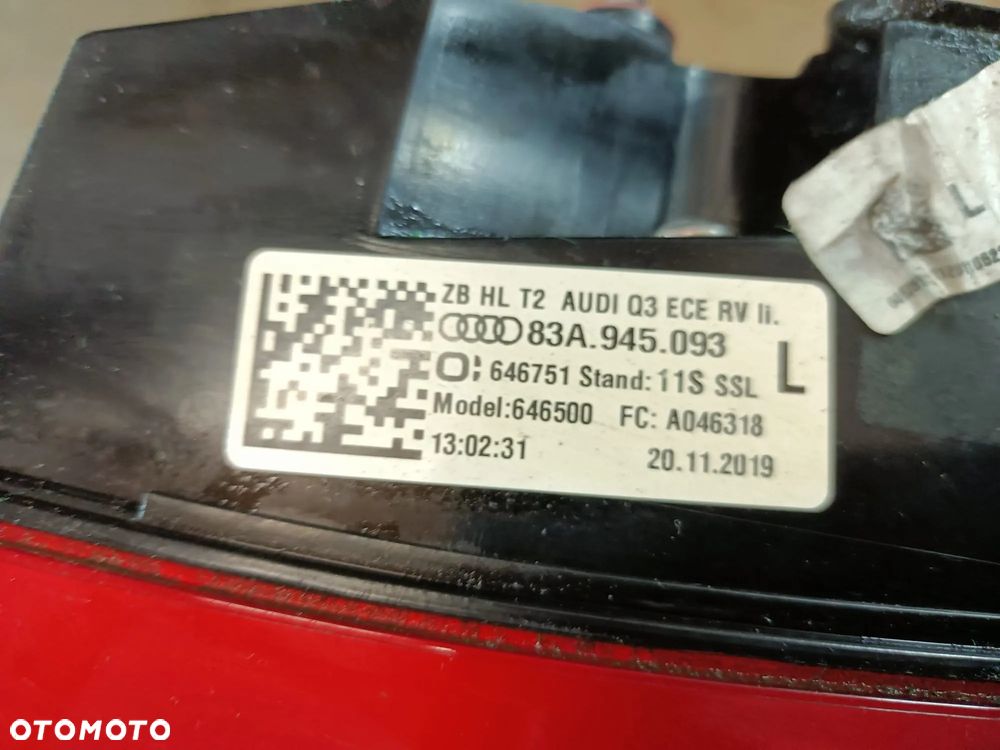 ZB HL T2 AUDI Q3 ECE RV li.
83A.945.093
L
646751 Stand: 11S SSL
Model:646500 FC: A046318
13:02:31 20.11.2019
L
OTOMOTO